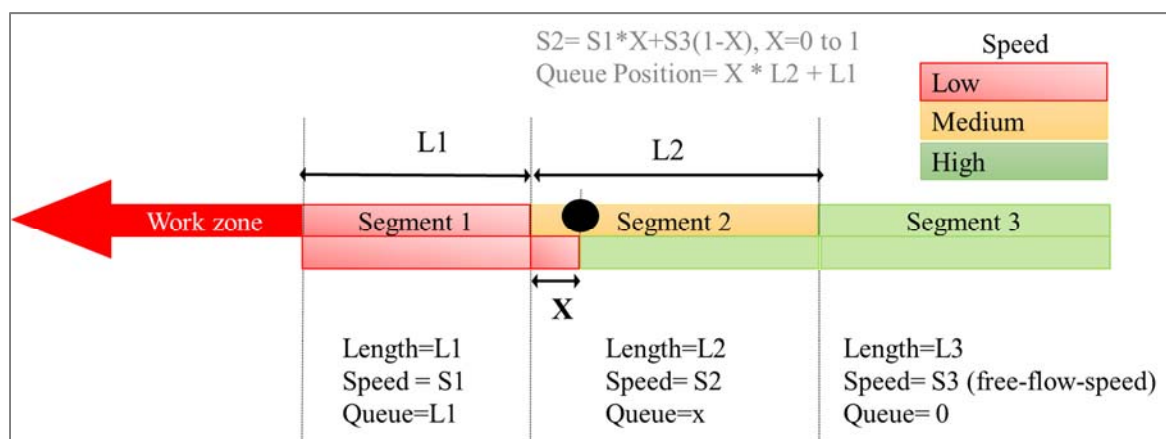 S2= S1*X+S3(1-X), X=0 to 1
Queue Position= X * L2 + L1
Speed
Low
Medium
High
L1
L2
Work zone
Segment 1
Segment 2
Segment 3
X
Length=L1
Speed = S1
Queue=L1
Length=L2
Speed= S2
Queue=x
Length=L3
Speed= S3 (free-flow-speed)
Queue= 0